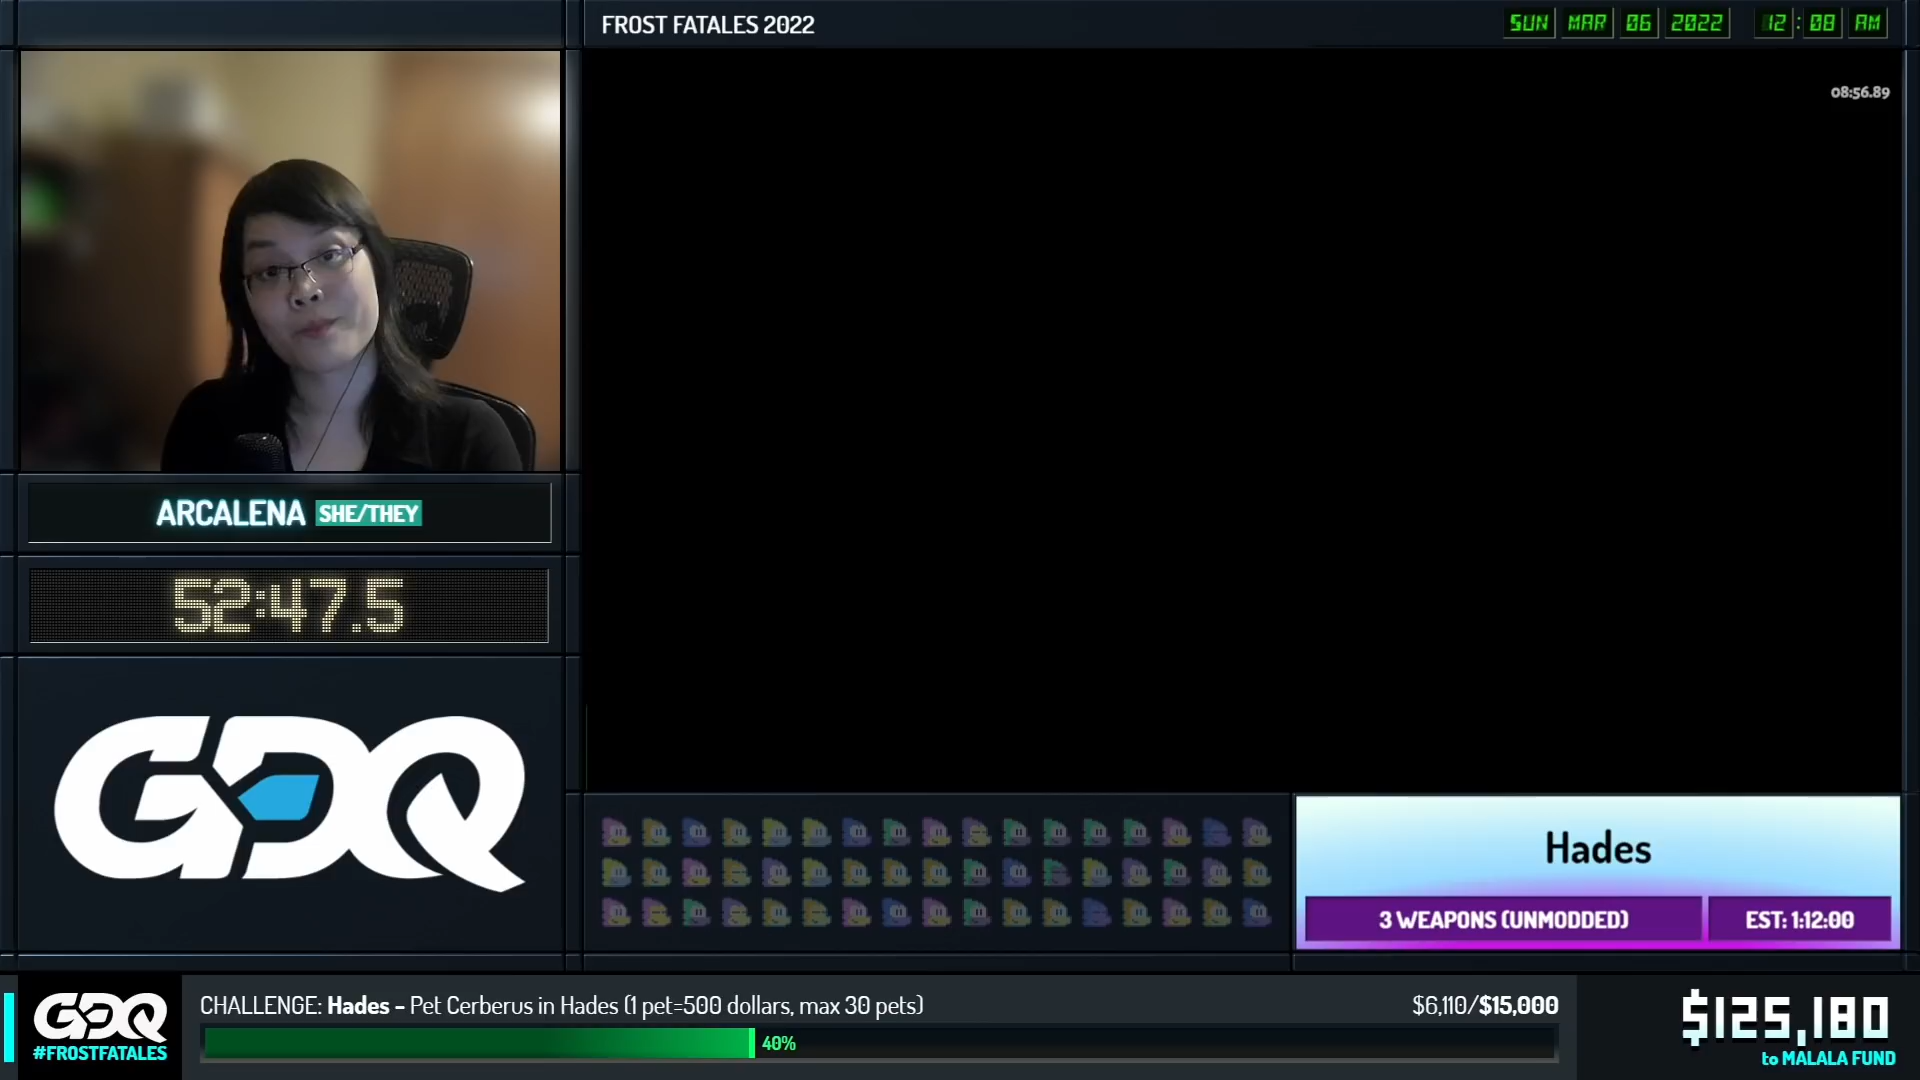 FROST FATALES 2022
SUN MAR 06 2022 12:08 AM
08:56.89
ARCALENA SHE/THEY
52:47.5
GDQ
Hades
3 WEAPONS (UNMODDED)
EST: 1:12:00
GDQ
#FROSTFATALES
CHALLENGE: Hades - Pet Cerberus in Hades (1 pet=500 dollars, max 30 pets)
$6,110/$15,000
40%
$125,180
to MALALA FUND